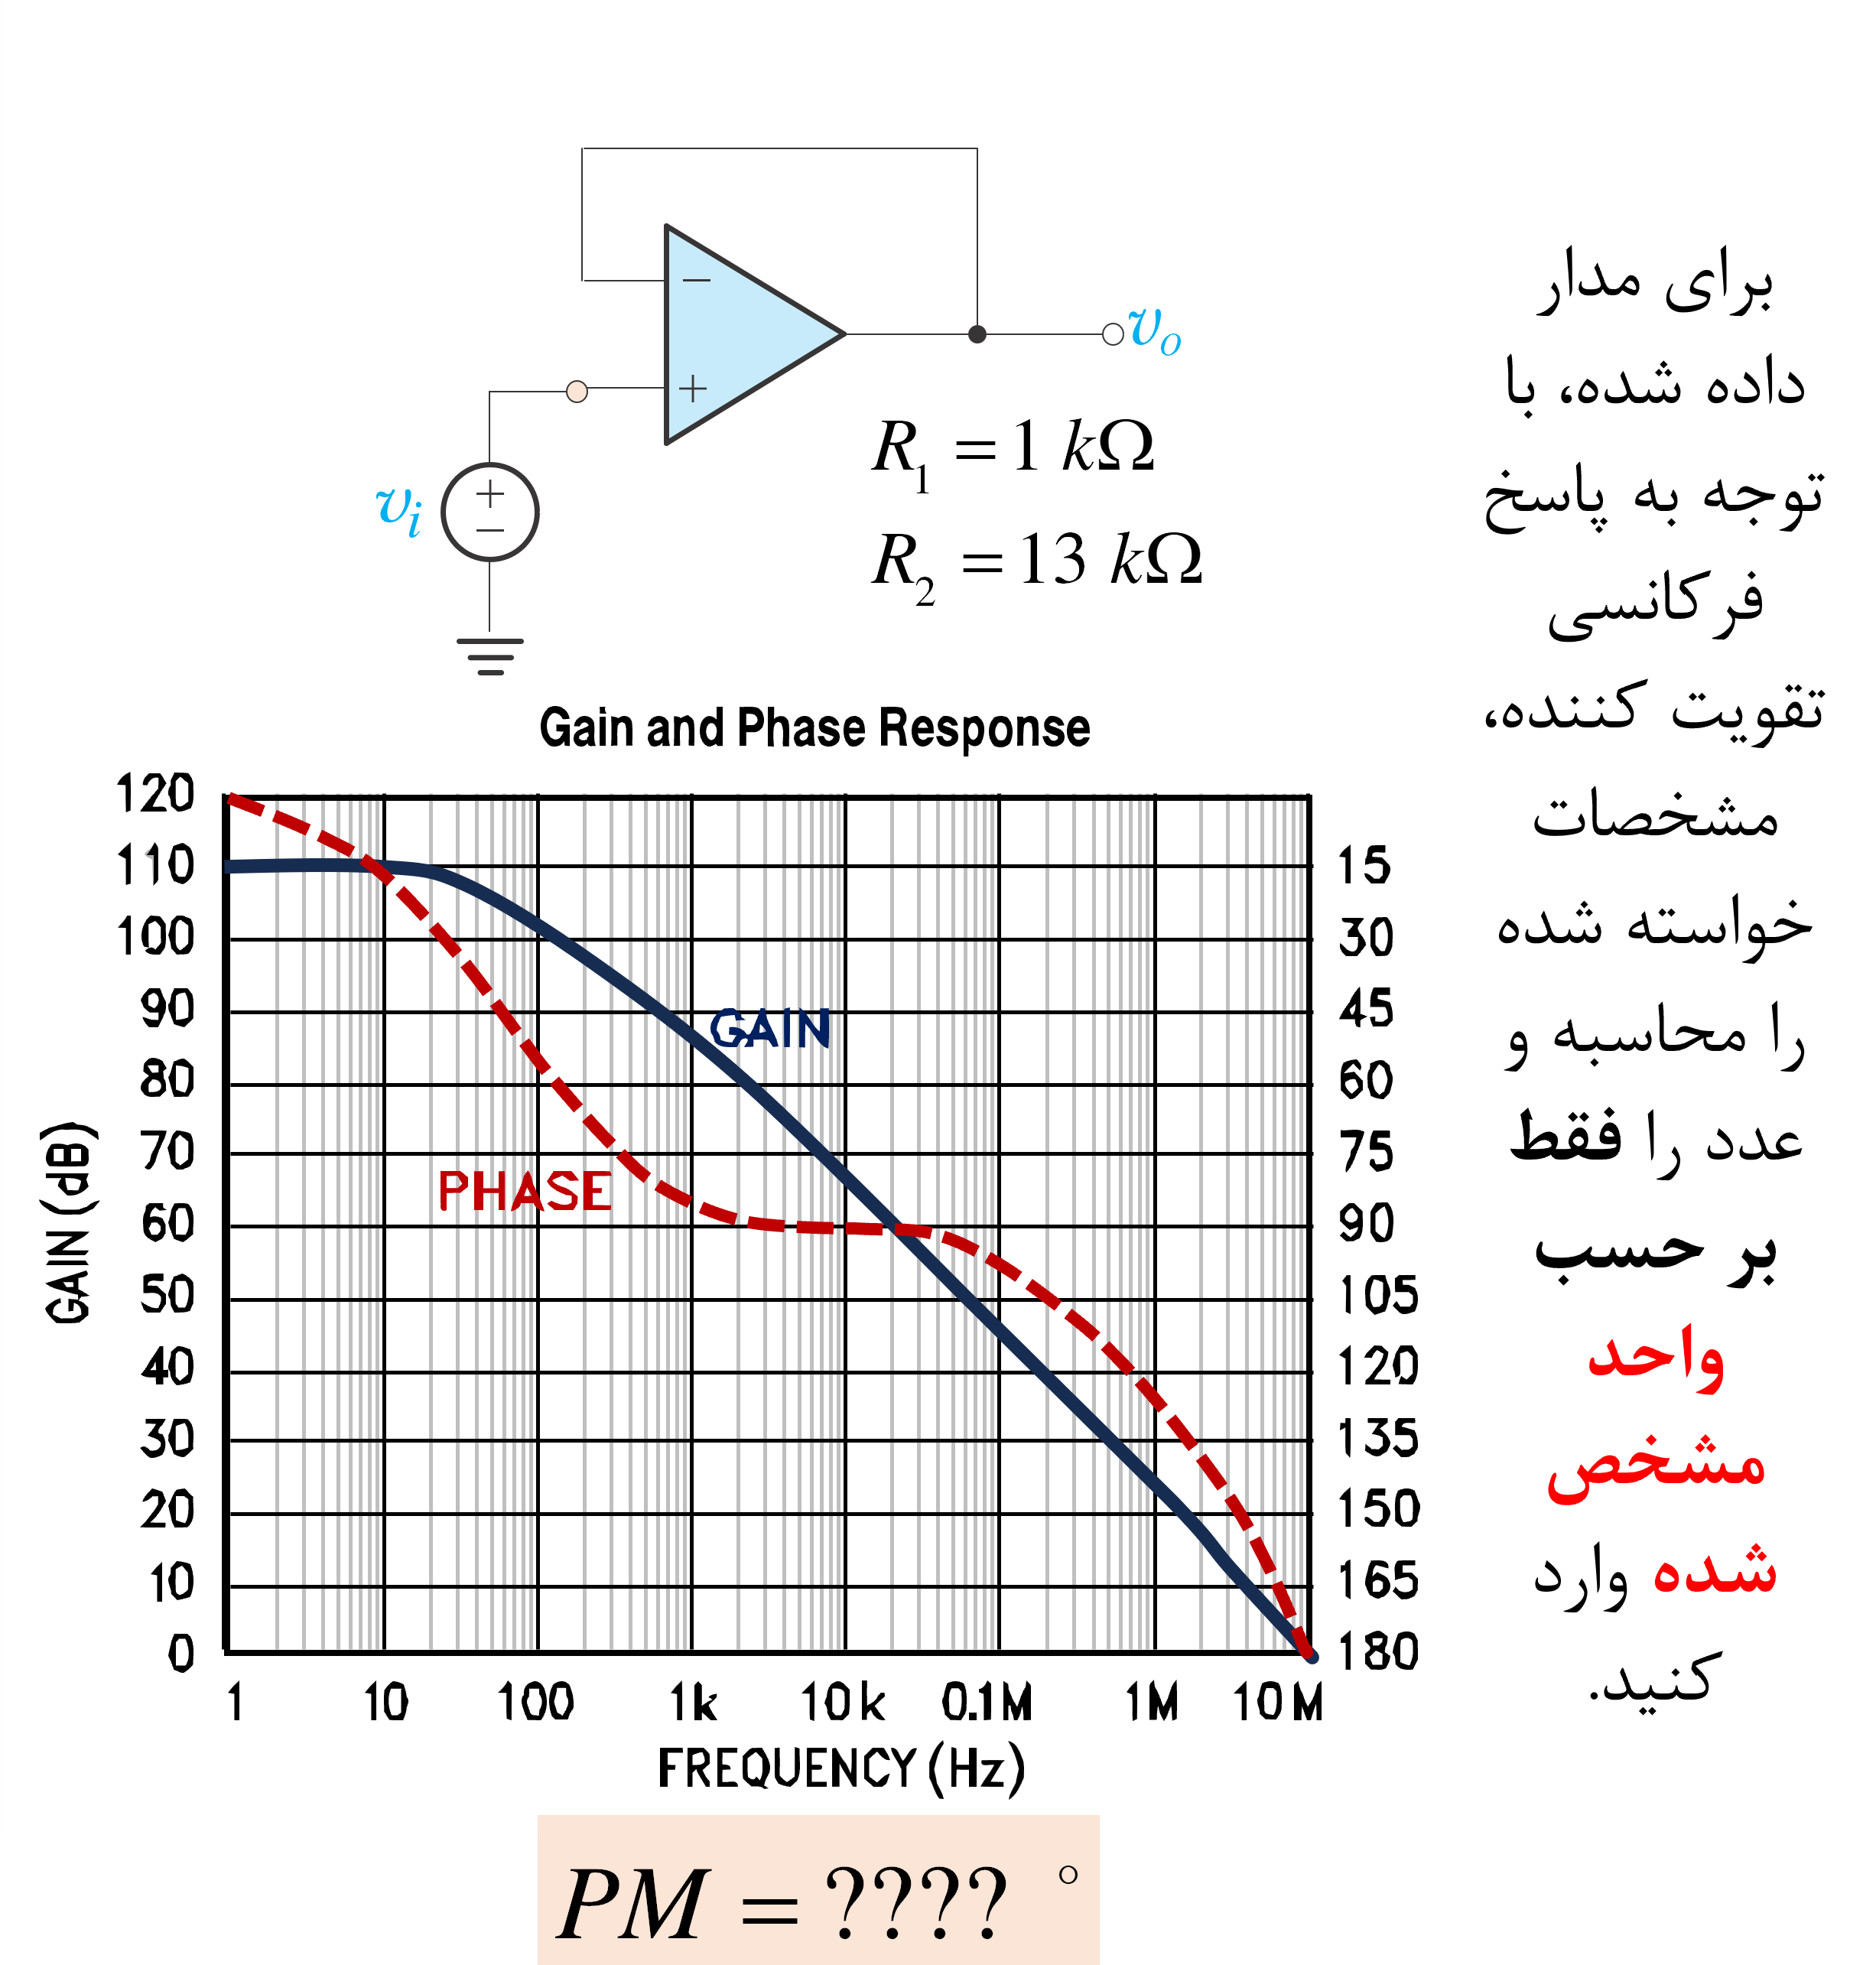 برای مدار
داده شده، با
توجه به پاسخ
فرکانسی
تقویت کننده،
مشخصات
خواسته شده
را محاسبه و
عدد را فقط
بر حسب
واحد
مشخص
شده وارد
کنید.
−
+
v_o
v_i
+
−
R_1 = 1 kΩ
R_2 = 13 kΩ
Gain and Phase Response
GAIN (dB)
120
110
100
90
80
70
60
50
40
30
20
10
0
GAIN
PHASE
15
30
45
60
75
90
105
120
135
150
165
180
1 10 100 1k 10k 0.1M 1M 10M
FREQUENCY (Hz)
PM = ???? °